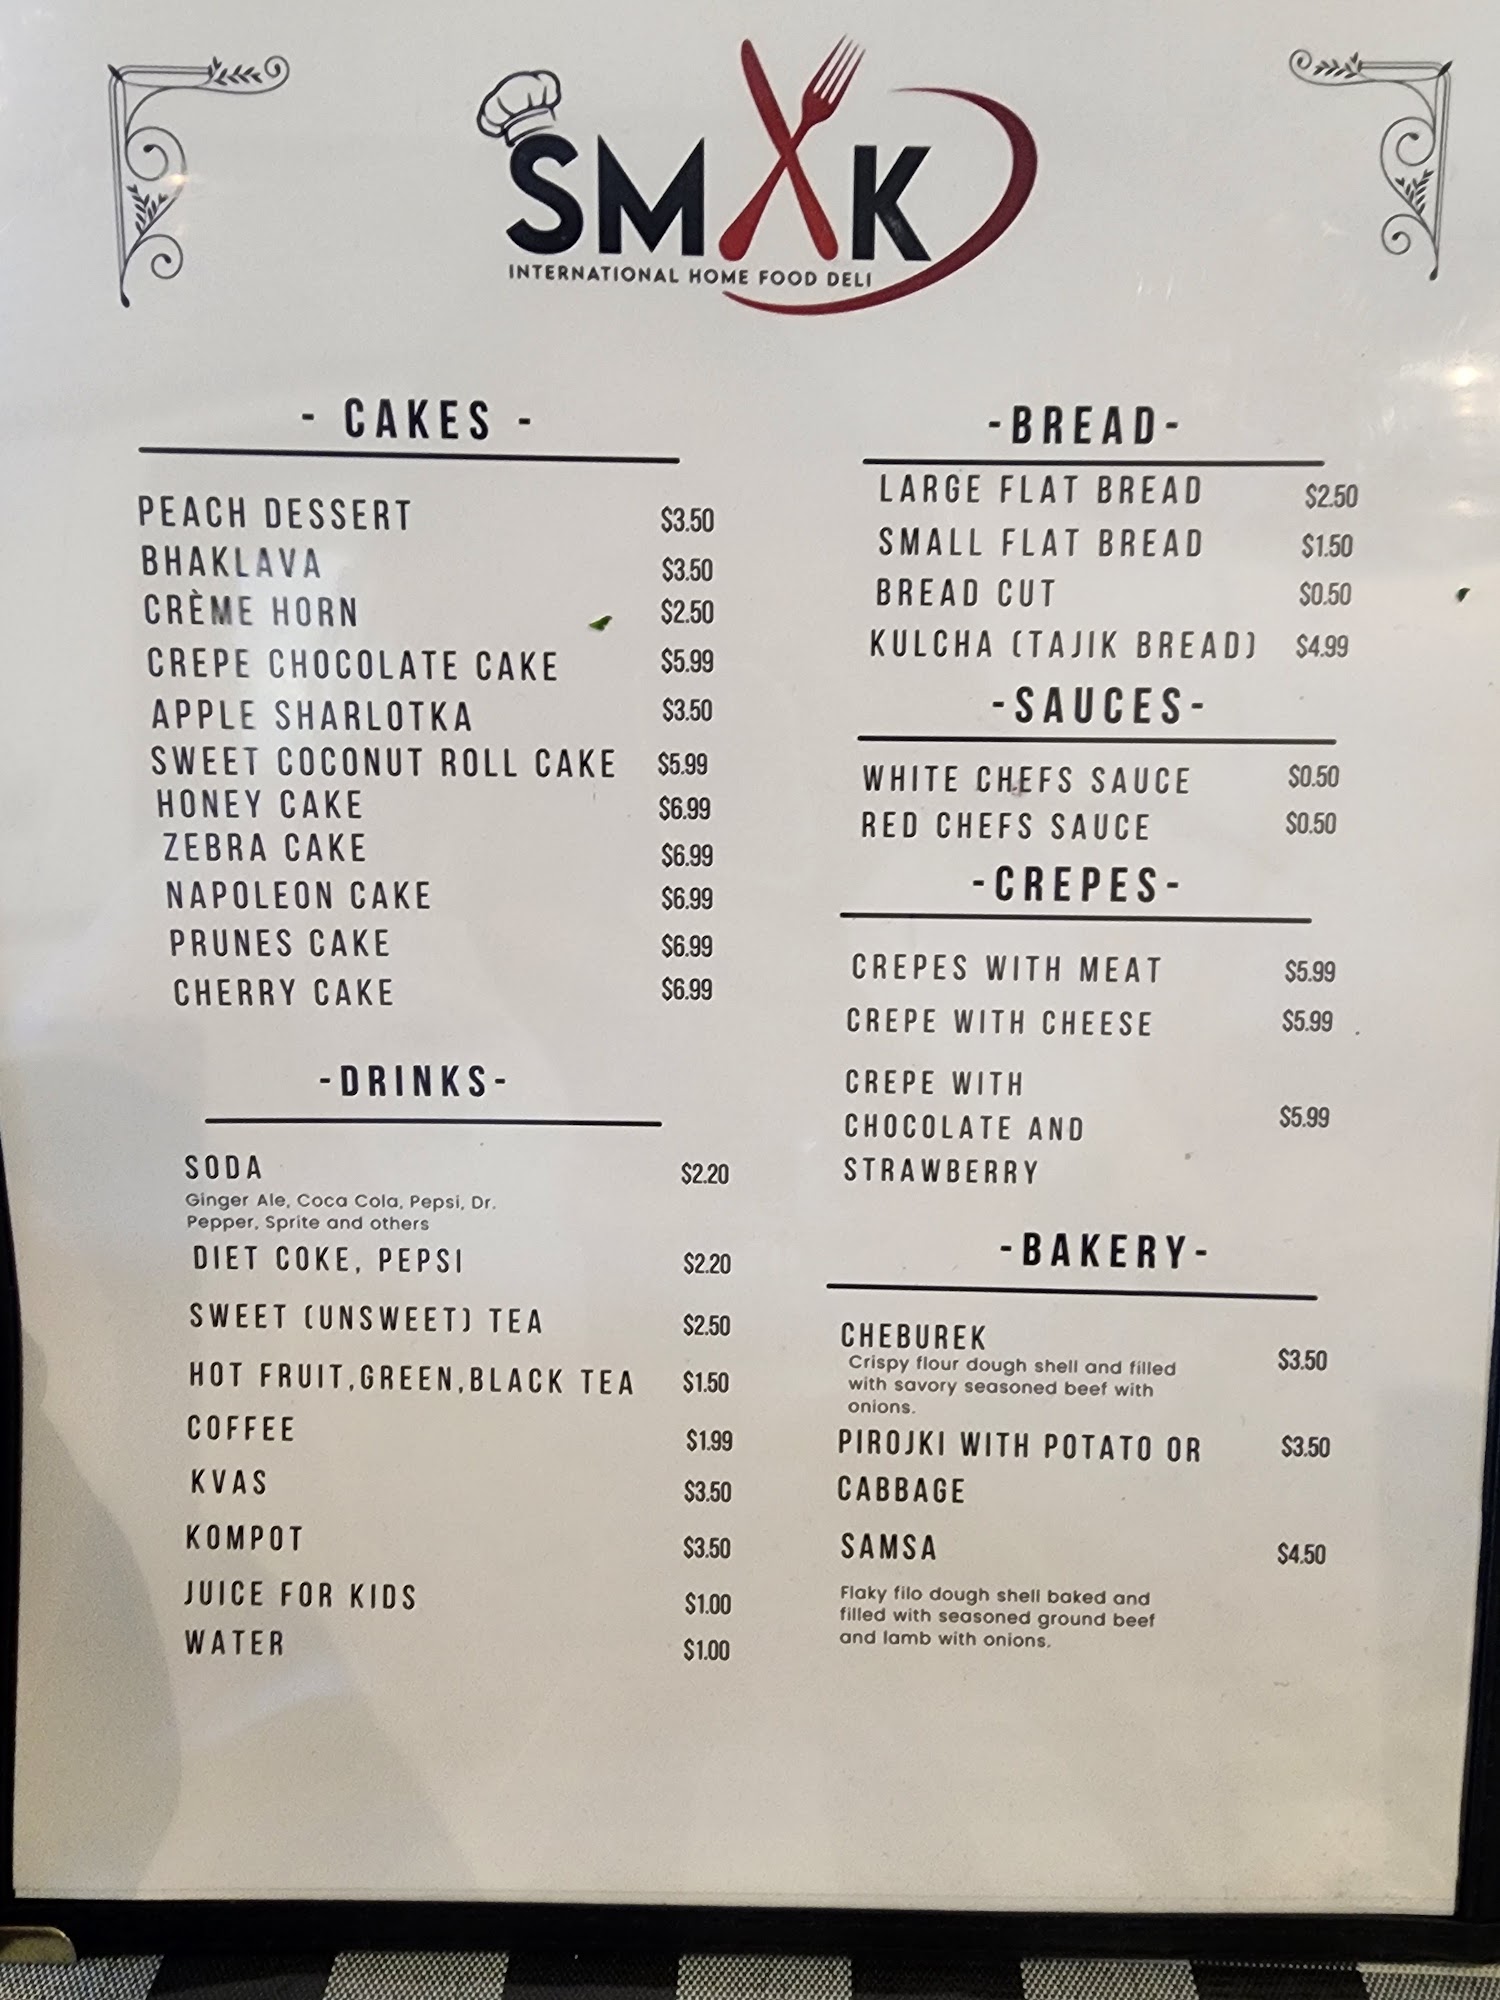 SMAK
INTERNATIONAL HOME FOOD DELI
- CAKES -
PEACH DESSERT $3.50
BHAKLAVA $3.50
CRÈME HORN $2.50
CREPE CHOCOLATE CAKE $5.99
APPLE SHARLOTKA $3.50
SWEET COCONUT ROLL CAKE $5.99
HONEY CAKE $6.99
ZEBRA CAKE $6.99
NAPOLEON CAKE $6.99
PRUNES CAKE $6.99
CHERRY CAKE $6.99
-DRINKS-
SODA $2.20
Ginger Ale, Coca Cola, Pepsi, Dr.
Pepper, Sprite and others
DIET COKE, PEPSI $2.20
SWEET (UNSWEET) TEA $2.50
HOT FRUIT,GREEN,BLACK TEA $1.50
COFFEE $1.99
KVAS $3.50
KOMPOT $3.50
JUICE FOR KIDS $1.00
WATER $1.00
-BREAD-
LARGE FLAT BREAD $2.50
SMALL FLAT BREAD $1.50
BREAD CUT $0.50
KULCHA (TAJIK BREAD) $4.99
-SAUCES-
WHITE CHEFS SAUCE $0.50
RED CHEFS SAUCE $0.50
-CREPES-
CREPES WITH MEAT $5.99
CREPE WITH CHEESE $5.99
CREPE WITH
CHOCOLATE AND $5.99
STRAWBERRY
-BAKERY-
CHEBUREK $3.50
Crispy flour dough shell and filled
with savory seasoned beef with
onions.
PIROJKI WITH POTATO OR $3.50
CABBAGE
SAMSA $4.50
Flaky filo dough shell baked and
filled with seasoned ground beef
and lamb with onions.